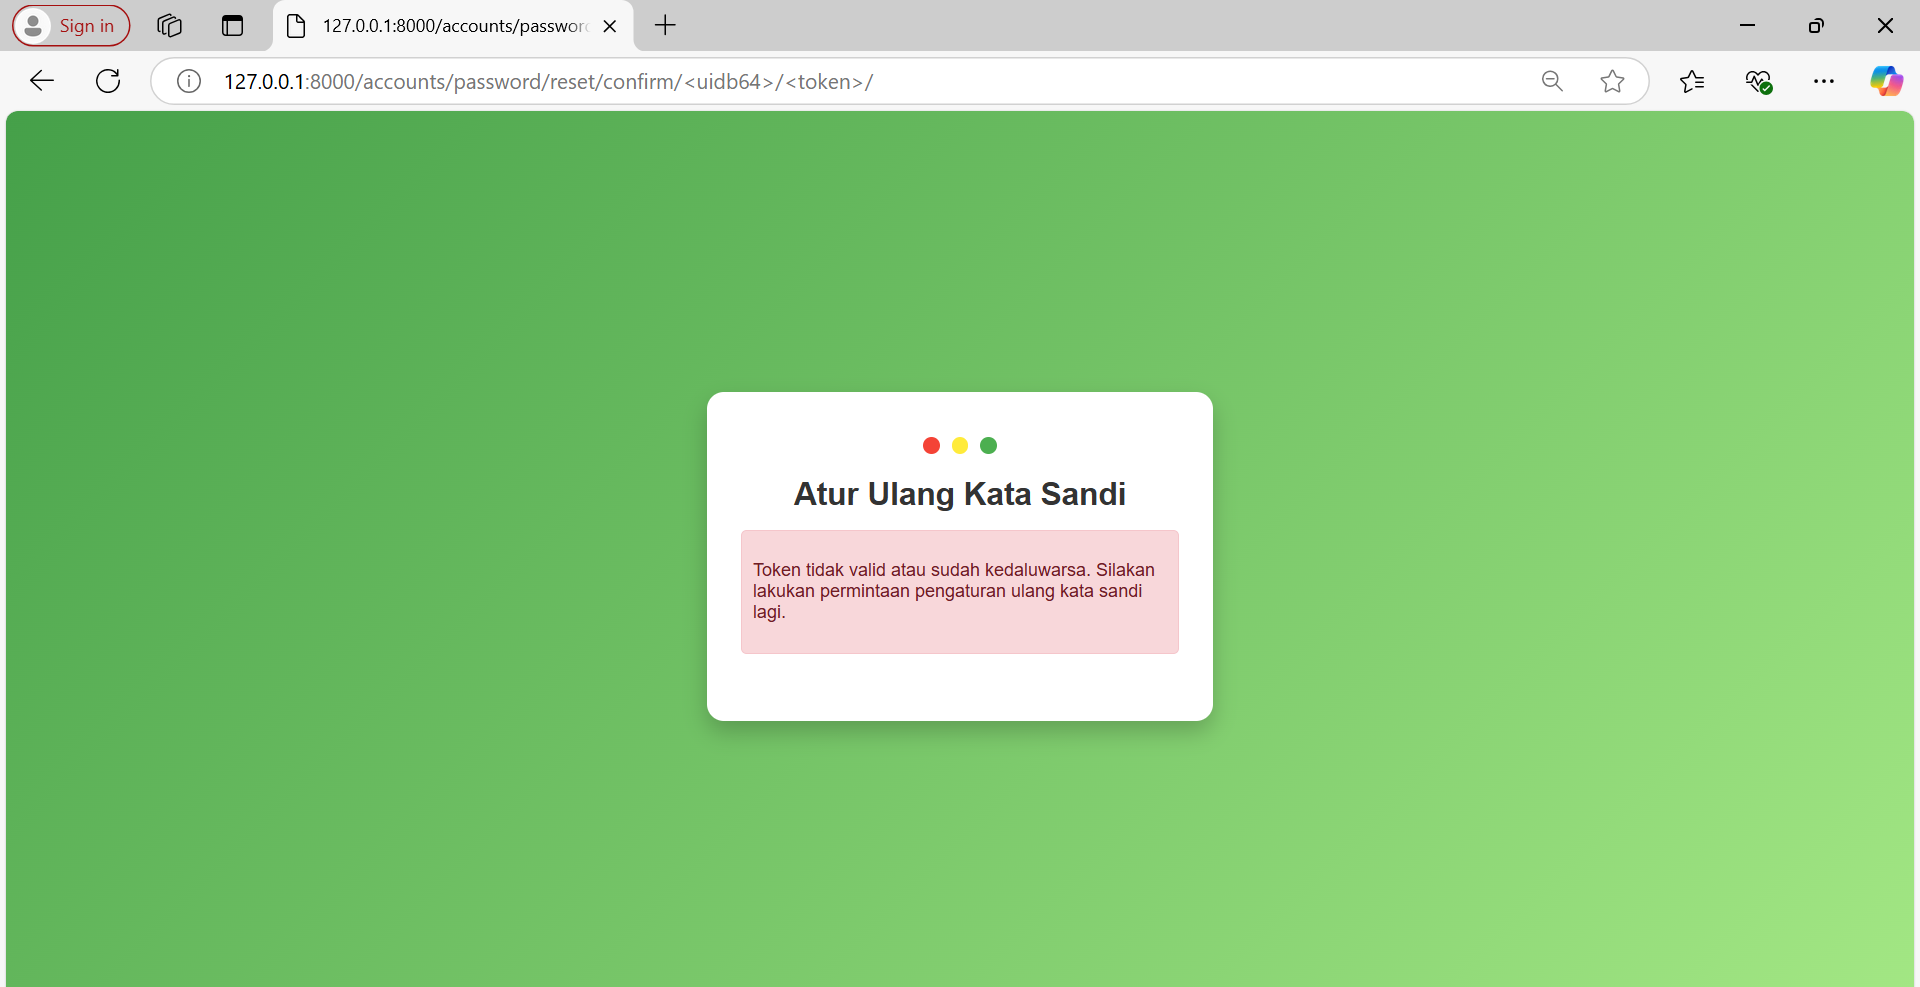 Sign in
127.0.0.1:8000/accounts/passwor
127.0.0.1:8000/accounts/password/reset/confirm/<uidb64>/<token>/
Atur Ulang Kata Sandi
Token tidak valid atau sudah kedaluwarsa. Silakan
lakukan permintaan pengaturan ulang kata sandi
lagi.